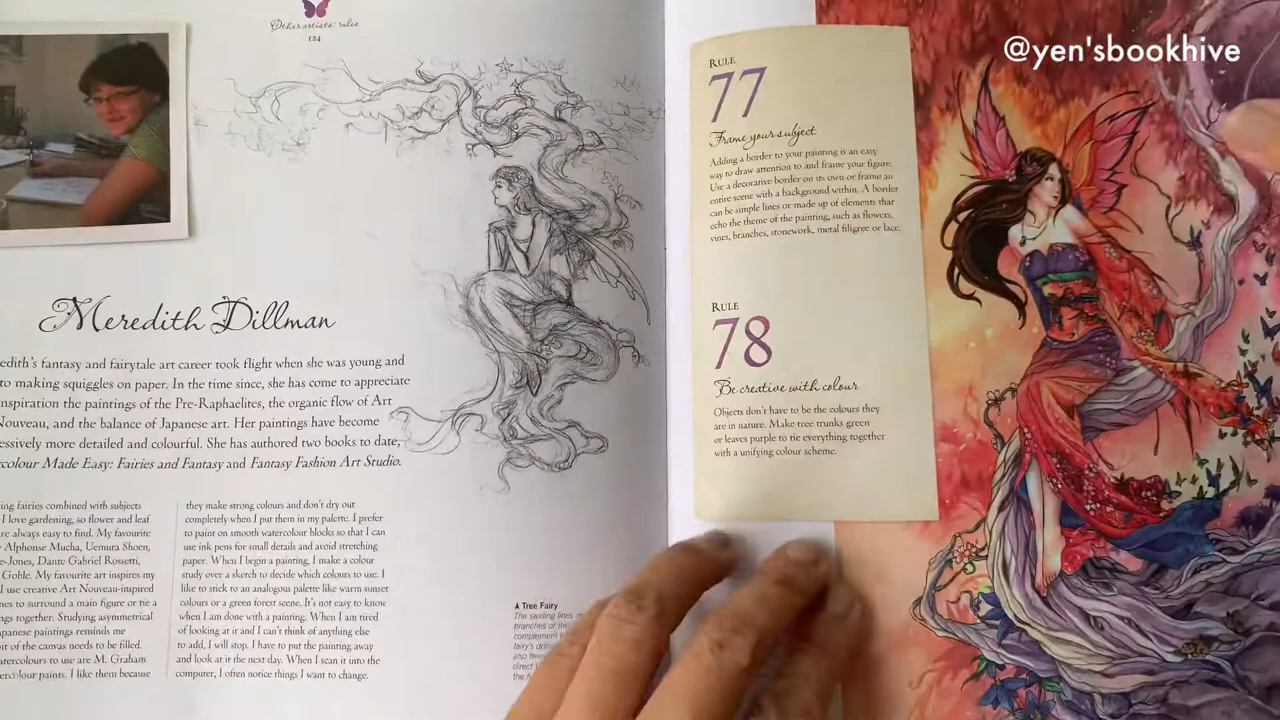 @yen'sbookhive
Other artists' rules
124
Meredith Dillman
edith's fantasy and fairytale art career took flight when she was young and
to making squiggles on paper. In the time since, she has come to appreciate
nspiration the paintings of the Pre-Raphaelites, the organic flow of Art
Nouveau, and the balance of Japanese art. Her paintings have become
essively more detailed and colourful. She has authored two books to date,
colour Made Easy: Fairies and Fantasy and Fantasy Fashion Art Studio.
ing fairies combined with subjects
I love gardening, so flower and leaf
re always easy to find. My favourite
Alphonse Mucha, Uemura Shoen,
e-Jones, Dante Gabriel Rossetti,
Goble. My favourite art inspires my
I use creative Art Nouveau-inspired
nes to surround a main figure or tie a
ngs together. Studying asymmetrical
panese paintings reminds me
bit of the canvas needs to be filled.
atercolours to use are M. Graham
ercolour paints. I like them because
they make strong colours and don't dry out
completely when I put them in my palette. I prefer
to paint on smooth watercolour blocks so that I can
use ink pens for small details and avoid stretching
paper. When I begin a painting, I make a colour
study over a sketch to decide which colours to use. I
like to stick to an analogous palette like warm sunset
colours or a green forest scene. It's not easy to know
when I am done with a painting. When I am tired
of looking at it and I can't think of anything else
to add, I will stop. I have to put the painting away
and look at it the next day. When I scan it into the
computer, I often notice things I want to change.
Tree Fairy
The swirling lines of
branches of the
complement
fairy's
also
direct
the
RULE
77
Frame your subject
Adding a border to your painting is an easy
way to draw attention to and frame your figure.
Use a decorative border on its own or frame an
entire scene with a background within. A border
can be simple lines or made up of elements that
echo the theme of the painting, such as flowers,
vines, branches, stonework, metal filigree or lace.
RULE
78
Be creative with colour
Objects don't have to be the colours they
are in nature. Make tree trunks green
or leaves purple to tie everything together
with a unifying colour scheme.